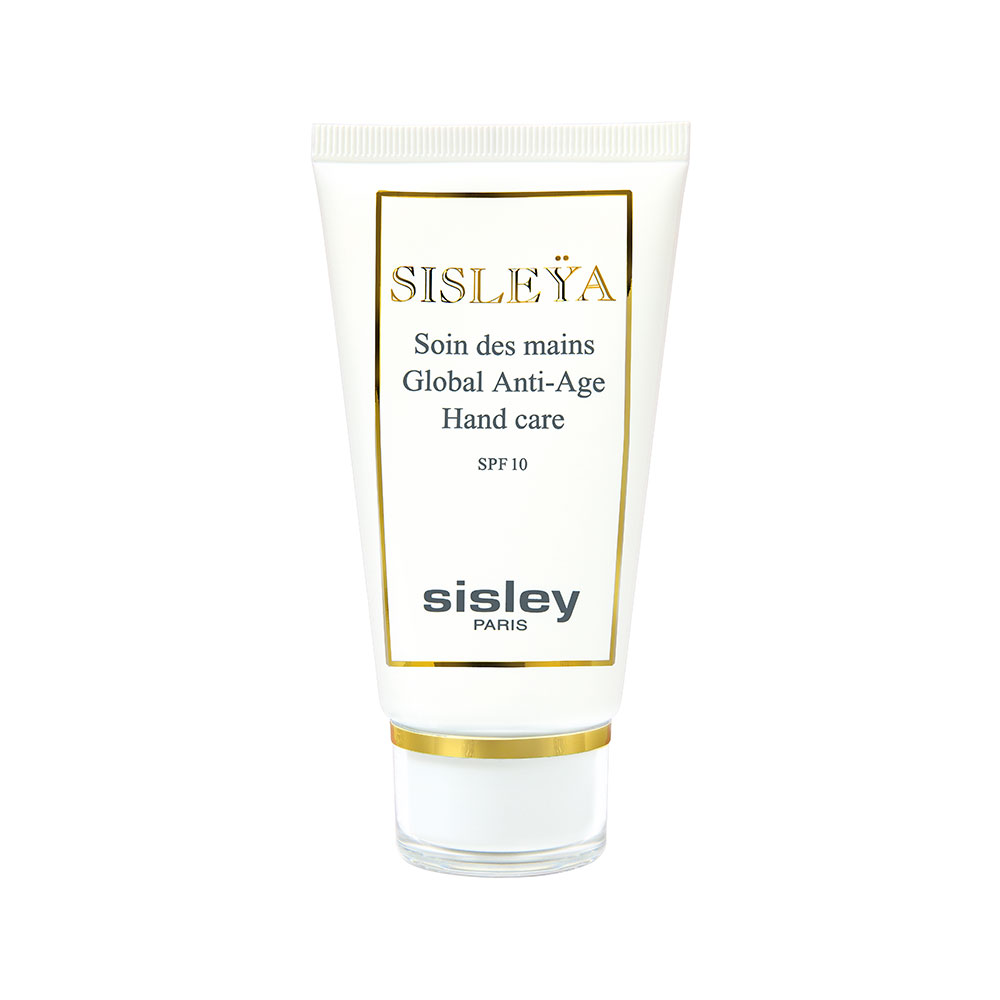 SISLEŸA
Soin des mains
Global Anti-Age
Hand care
SPF 10
sisley
PARIS